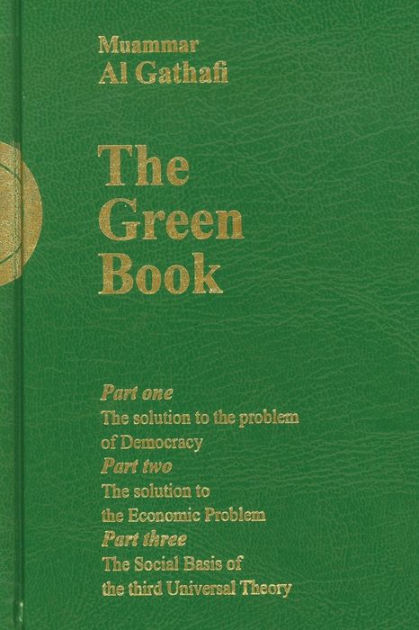 Muammar
Al Gathafi
The
Green
Book
Part one
The solution to the problem
of Democracy
Part two
The solution to
the Economic Problem
Part three
The Social Basis of
the third Universal Theory